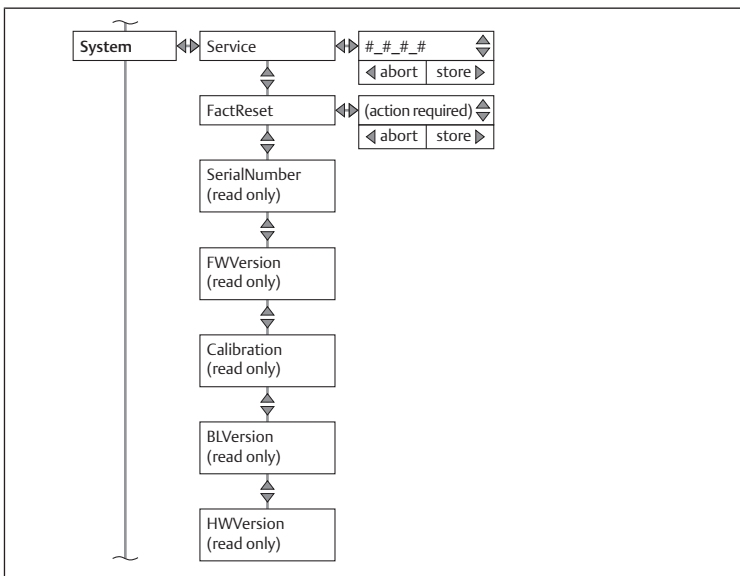 System
Service
#_#_#_#
abort
store
FactReset
(action required)
abort
store
SerialNumber
(read only)
FWVersion
(read only)
Calibration
(read only)
BLVersion
(read only)
HWVersion
(read only)